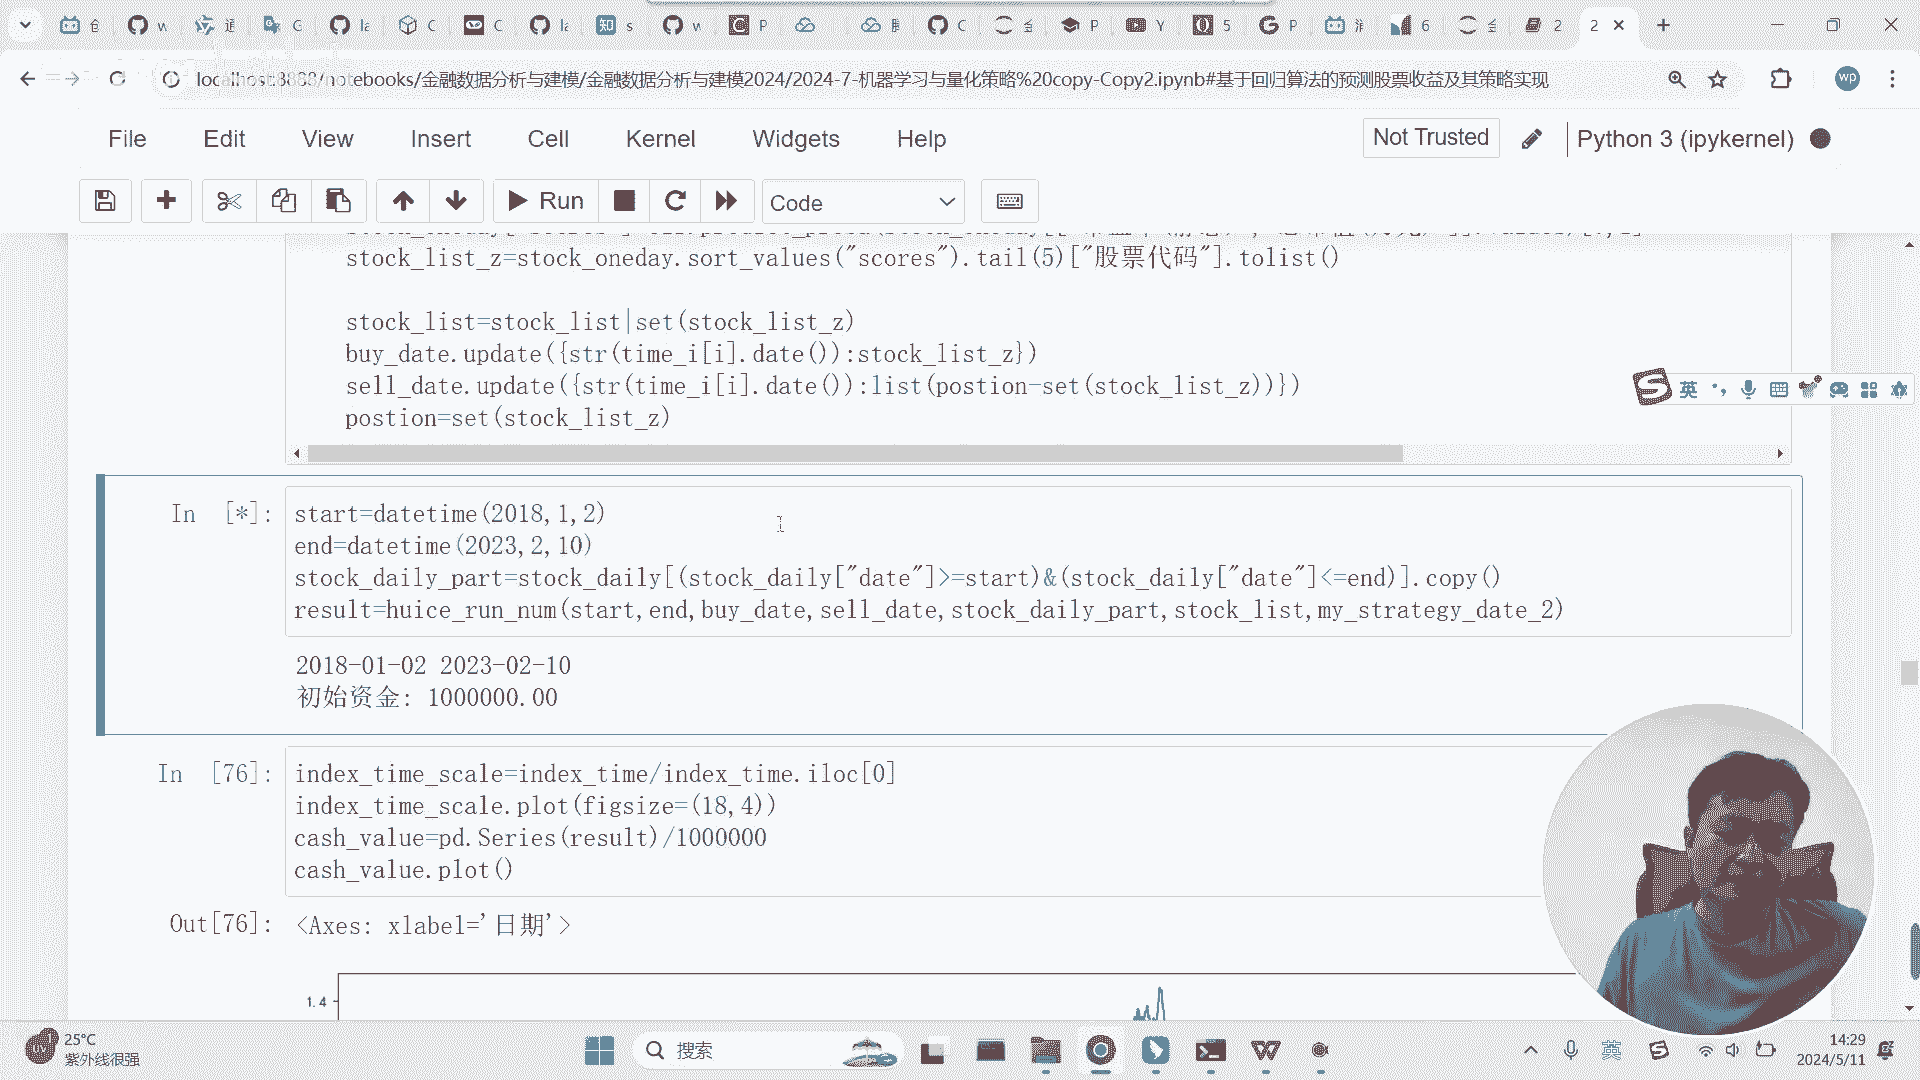 localhost:8888/notebooks/金融数据分析与建模/金融数据分析与建模2024/2024-7-机器学习与量化策略%20copy-Copy2.ipynb#基于回归算法的预测股票收益及其策略实现
File Edit View Insert Cell Kernel Widgets Help Not Trusted Python 3 (ipykernel)
Run Code
stock_list_z=stock_oneday.sort_values("scores").tail(5)["股票代码"].tolist()
stock_list=stock_list|set(stock_list_z)
buy_date.update({str(time_i[i].date()):stock_list_z})
sell_date.update({str(time_i[i].date()):list(postion-set(stock_list_z))})
postion=set(stock_list_z)
In [*]: start=datetime(2018,1,2)
end=datetime(2023,2,10)
stock_daily_part=stock_daily[(stock_daily["date"]>=start)&(stock_daily["date"]<=end)].copy()
result=huice_run_num(start,end,buy_date,sell_date,stock_daily_part,stock_list,my_strategy_date_2)
2018-01-02 2023-02-10
初始资金: 1000000.00
In [76]: index_time_scale=index_time/index_time.iloc[0]
index_time_scale.plot(figsize=(18,4))
cash_value=pd.Series(result)/1000000
cash_value.plot()
Out[76]: <Axes: xlabel='日期'>
1.4
英
25°C
紫外线很强
搜索
英
14:29
2024/5/11